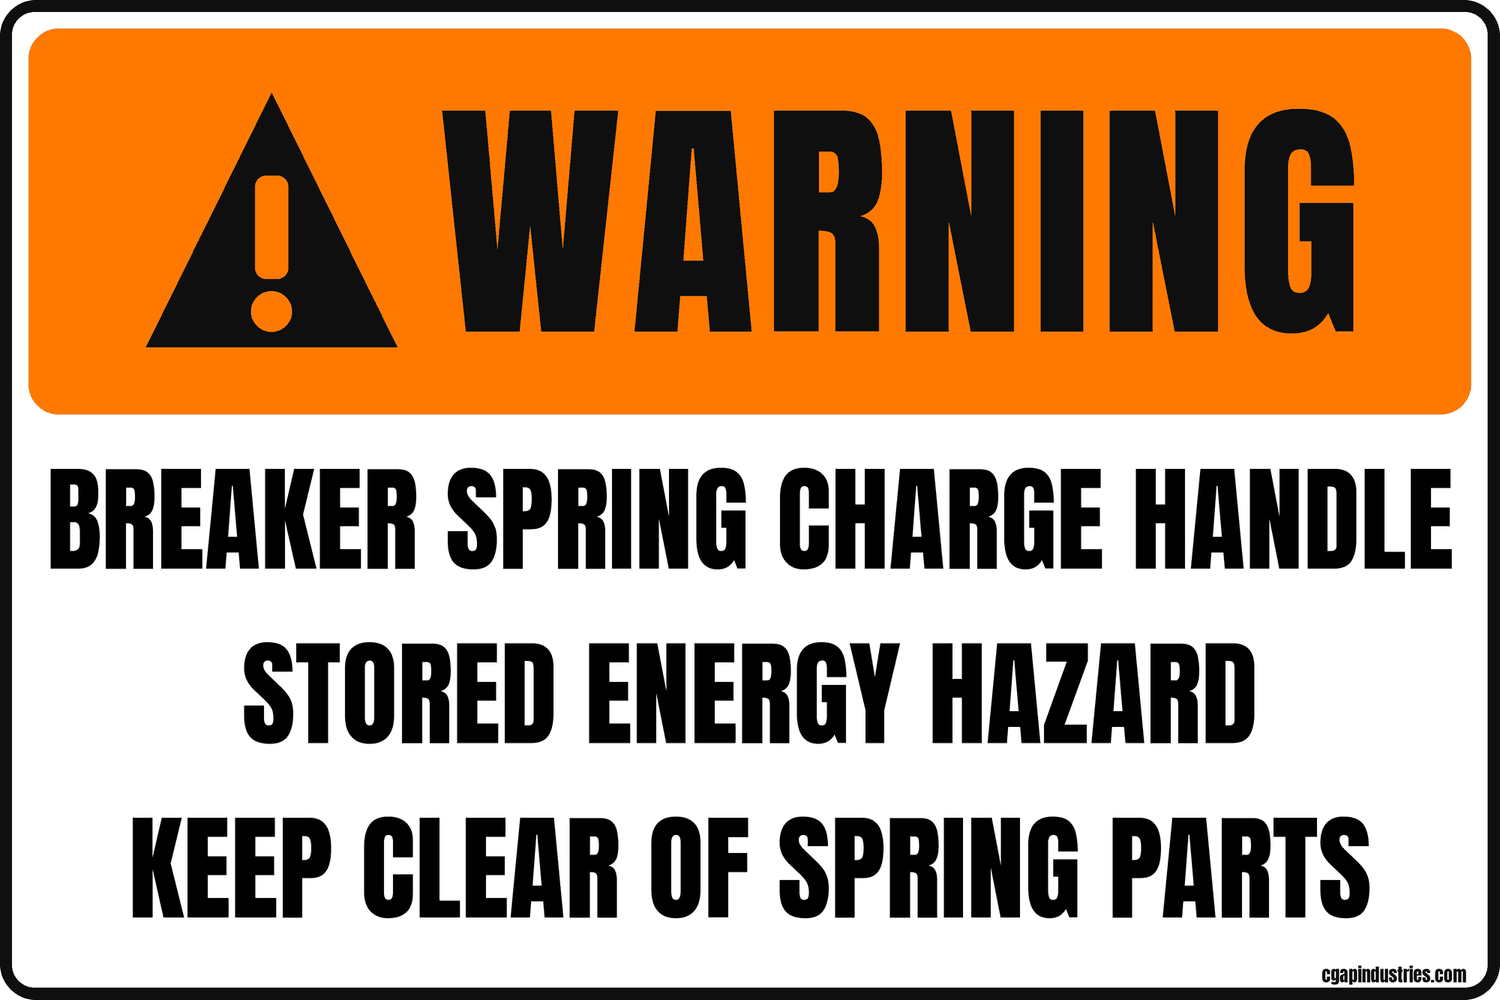 WARNING
BREAKER SPRING CHARGE HANDLE
STORED ENERGY HAZARD
KEEP CLEAR OF SPRING PARTS
cgapindustries.com